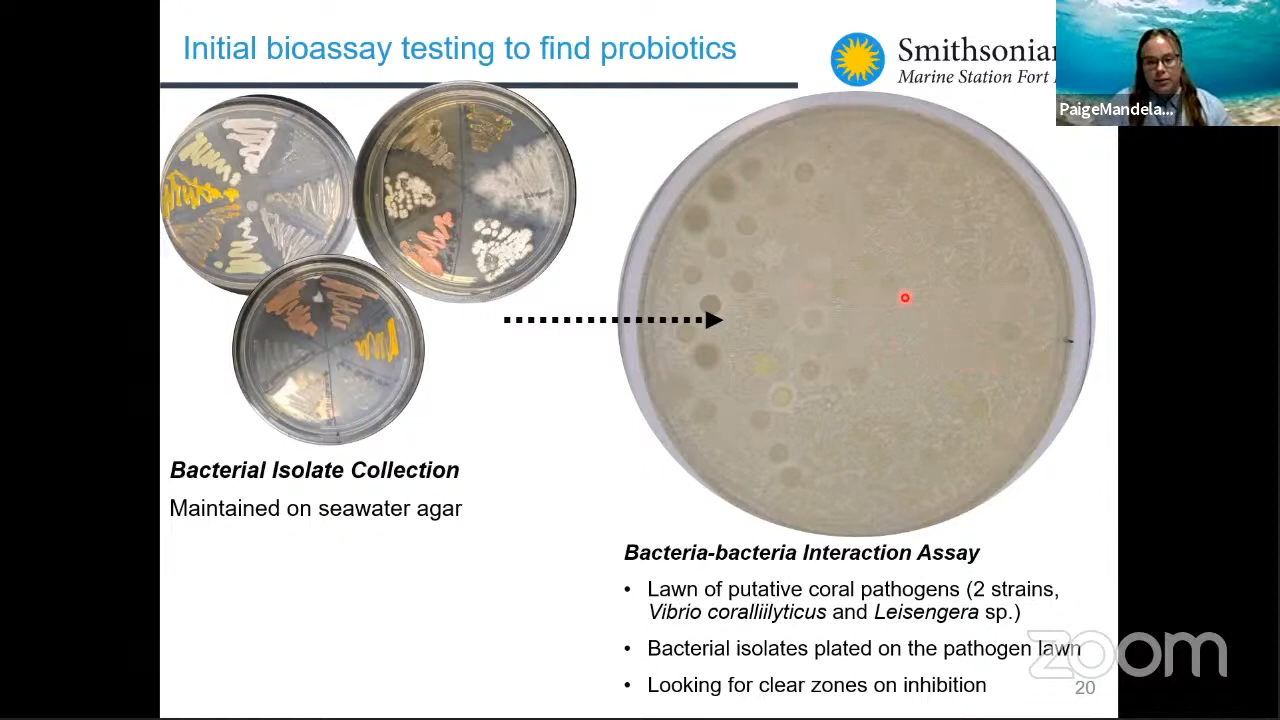 Initial bioassay testing to find probiotics
Smithsonian
Marine Station Fort
PaigeMandela...
Bacterial Isolate Collection
Maintained on seawater agar
Bacteria-bacteria Interaction Assay
• Lawn of putative coral pathogens (2 strains,
Vibrio coralliilyticus and Leisengera sp.)
• Bacterial isolates plated on the pathogen lawn
• Looking for clear zones on inhibition
zoom
20